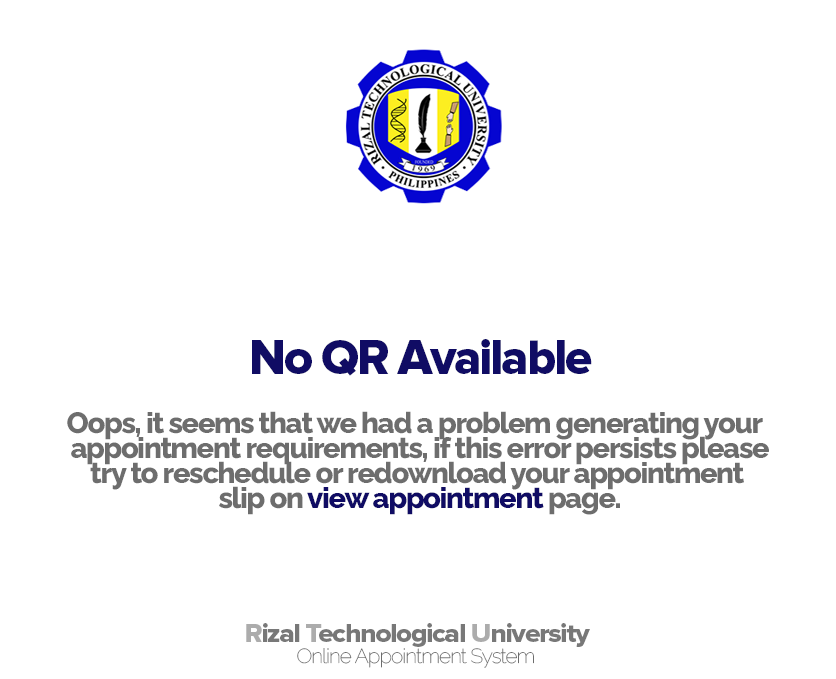 RIZAL TECHNOLOGICAL UNIVERSITY
FOUNDED
1969
PHILIPPINES
No QR Available
Oops, it seems that we had a problem generating your
appointment requirements, if this error persists please
try to reschedule or redownload your appointment
slip on view appointment page.
Rizal Technological University
Online Appointment System